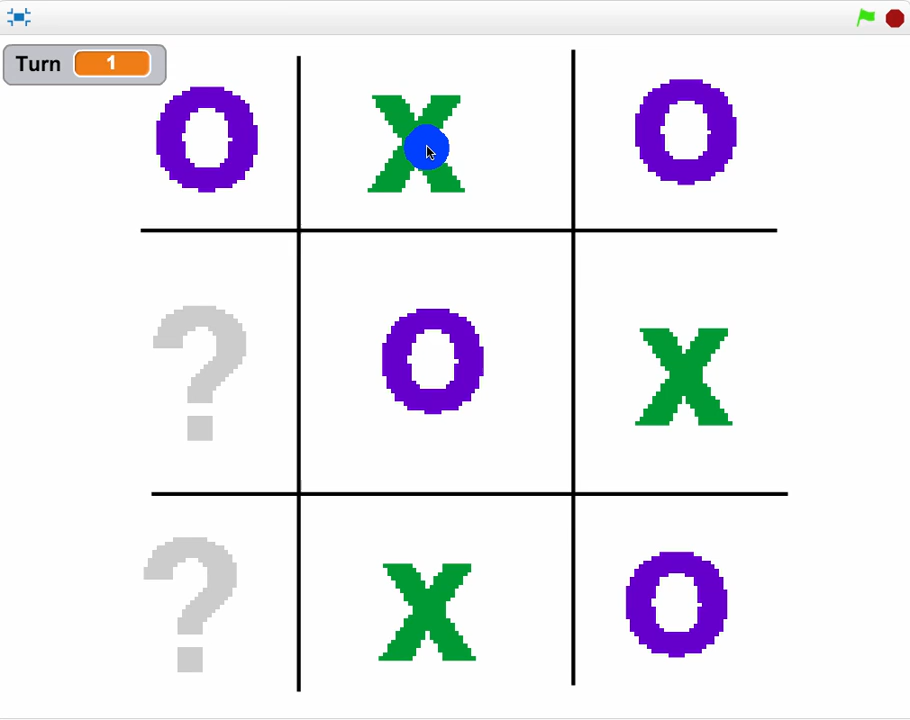 Turn 1
O X O
? O X
? X O